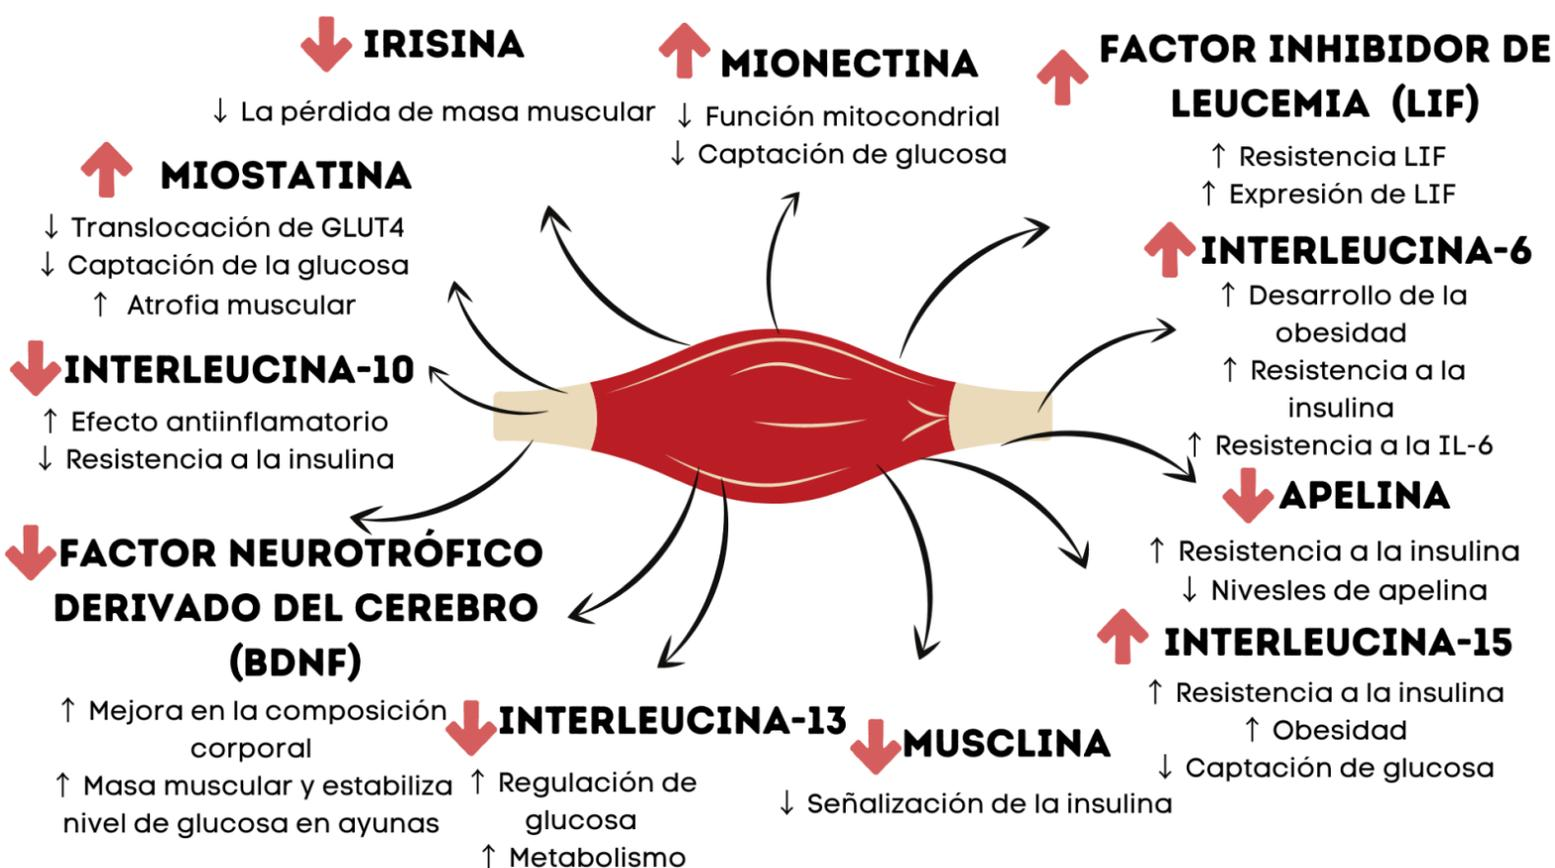 IRISINA
↓ La pérdida de masa muscular
MIONECTINA
↓ Función mitocondrial
↓ Captación de glucosa
FACTOR INHIBIDOR DE
LEUCEMIA (LIF)
↑ Resistencia LIF
↑ Expresión de LIF
MIOSTATINA
↓ Translocación de GLUT4
↓ Captación de la glucosa
↑ Atrofia muscular
INTERLEUCINA-6
↑ Desarrollo de la
obesidad
↑ Resistencia a la
insulina
↑ Resistencia a la IL-6
INTERLEUCINA-10
↑ Efecto antiinflamatorio
↓ Resistencia a la insulina
APELINA
↑ Resistencia a la insulina
↓ Nivesles de apelina
FACTOR NEUROTRÓFICO
DERIVADO DEL CEREBRO
(BDNF)
↑ Mejora en la composición
corporal
↑ Masa muscular y estabiliza
nivel de glucosa en ayunas
INTERLEUCINA-15
↑ Resistencia a la insulina
↑ Obesidad
↓ Captación de glucosa
INTERLEUCINA-13
↑ Regulación de
glucosa
↑ Metabolismo
MUSCLINA
↓ Señalización de la insulina